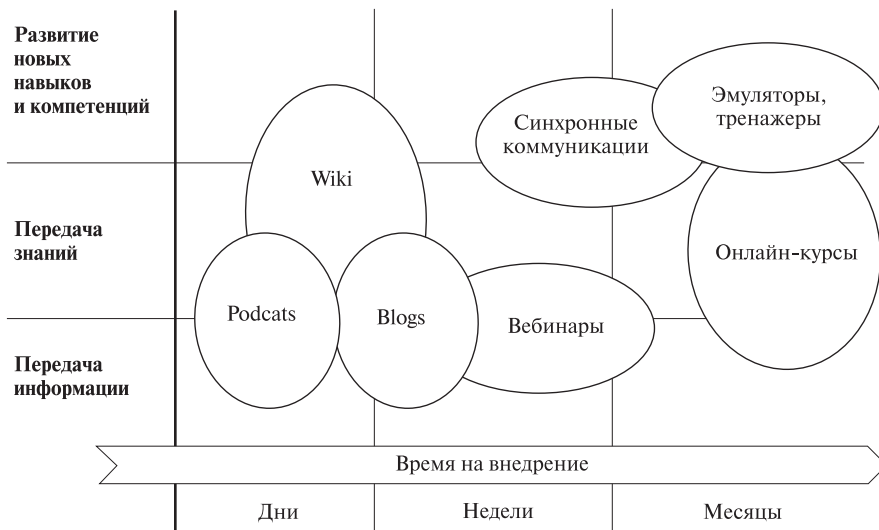 Развитие
новых
навыков
и компетенций
Эмуляторы,
тренажеры
Синхронные
коммуникации
Wiki
Передача
знаний
Онлайн-курсы
Podcats
Blogs
Вебинары
Передача
информации
Время на внедрение
Дни
Недели
Месяцы